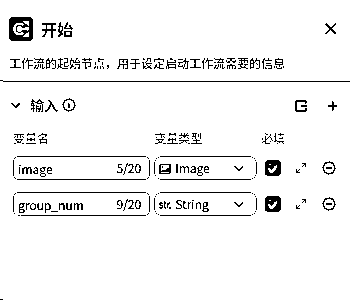 开始
工作流的起始节点，用于设定启动工作流需要的信息
输入
变量名 变量类型 必填
image 5/20 Image
group_num 9/20 str. String